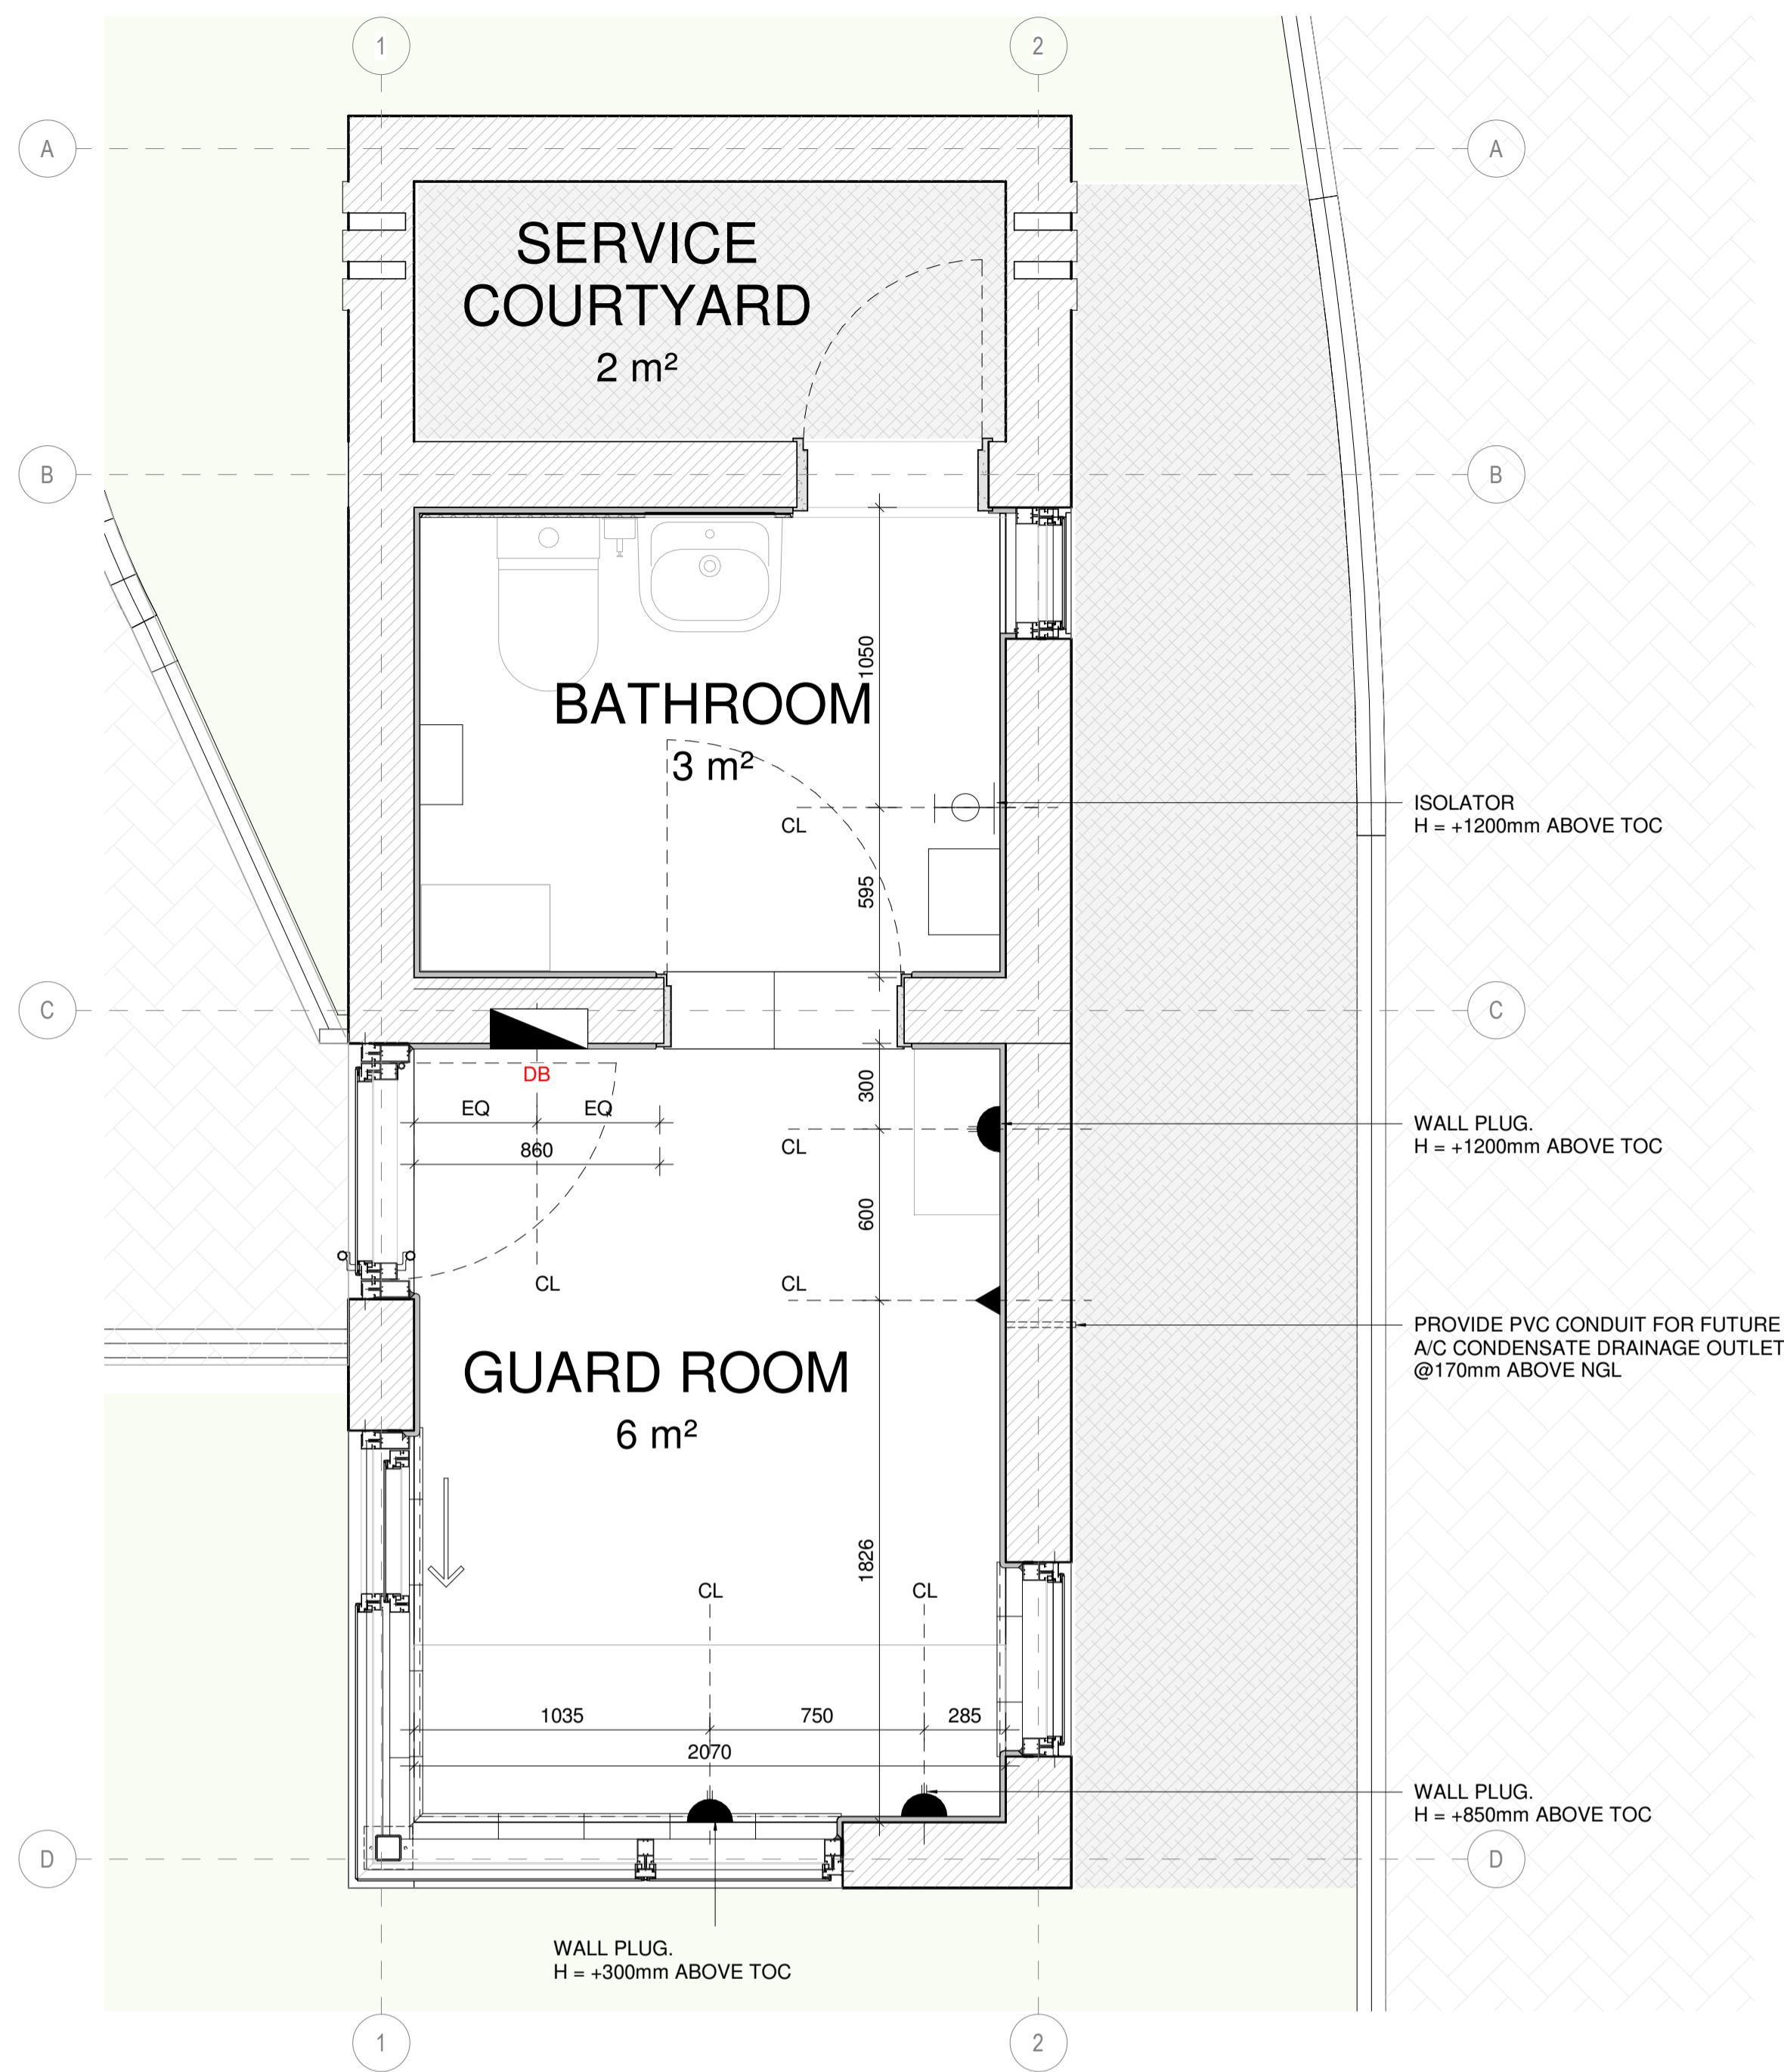 1
2
A
A
SERVICE
COURTYARD
2 m²
B
B
1050
BATHROOM
3 m²
ISOLATOR
H = +1200mm ABOVE TOC
CL
595
C
C
DB
300
EQ
EQ
WALL PLUG.
H = +1200mm ABOVE TOC
CL
860
600
CL
CL
PROVIDE PVC CONDUIT FOR FUTURE
A/C CONDENSATE DRAINAGE OUTLET
@170mm ABOVE NGL
GUARD ROOM
6 m²
1826
CL
CL
1035
750
285
2070
WALL PLUG.
H = +850mm ABOVE TOC
D
D
WALL PLUG.
H = +300mm ABOVE TOC
1
2